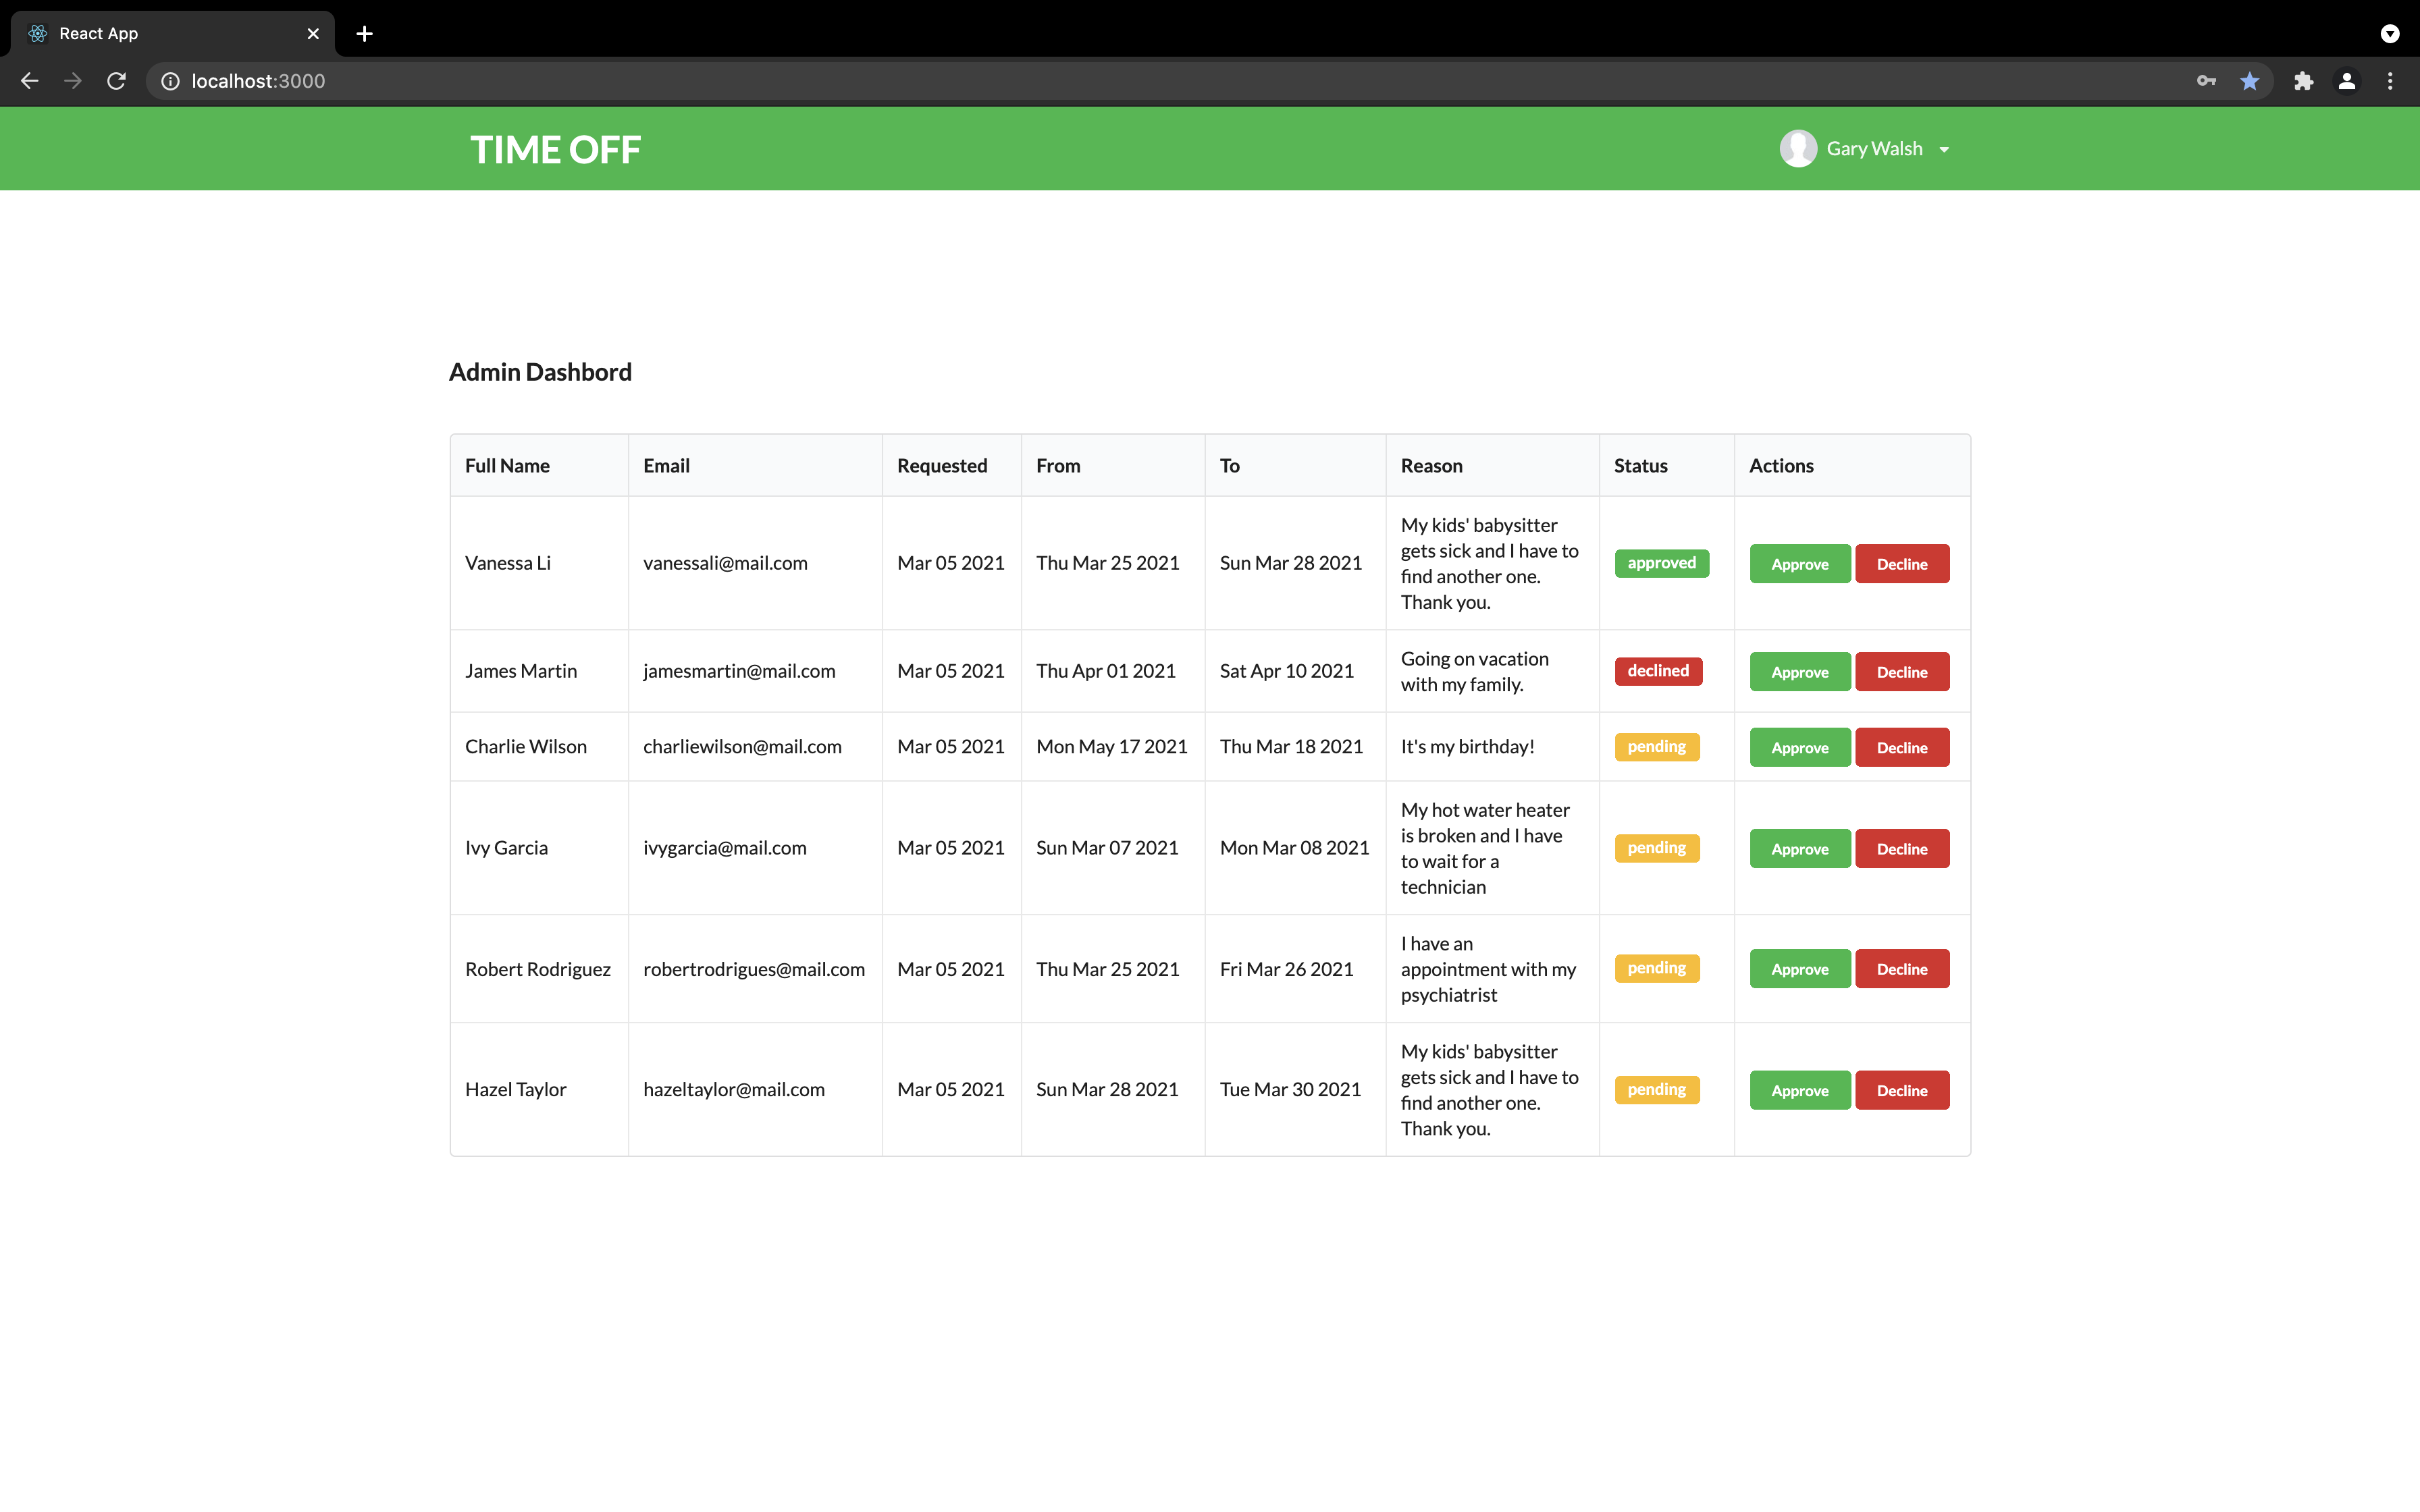 React App
localhost:3000
TIME OFF
Gary Walsh
Admin Dashbord
Full Name Email Requested From To Reason Status Actions
Vanessa Li vanessali@mail.com Mar 05 2021 Thu Mar 25 2021 Sun Mar 28 2021 My kids' babysitter
gets sick and I have to
find another one.
Thank you.
approved Approve Decline
James Martin jamesmartin@mail.com Mar 05 2021 Thu Apr 01 2021 Sat Apr 10 2021 Going on vacation
with my family.
declined Approve Decline
Charlie Wilson charliewilson@mail.com Mar 05 2021 Mon May 17 2021 Thu Mar 18 2021 It's my birthday! pending Approve Decline
Ivy Garcia ivygarcia@mail.com Mar 05 2021 Sun Mar 07 2021 Mon Mar 08 2021 My hot water heater
is broken and I have
to wait for a
technician
pending Approve Decline
Robert Rodriguez robertrodrigues@mail.com Mar 05 2021 Thu Mar 25 2021 Fri Mar 26 2021 I have an
appointment with my
psychiatrist
pending Approve Decline
Hazel Taylor hazeltaylor@mail.com Mar 05 2021 Sun Mar 28 2021 Tue Mar 30 2021 My kids' babysitter
gets sick and I have to
find another one.
Thank you.
pending Approve Decline